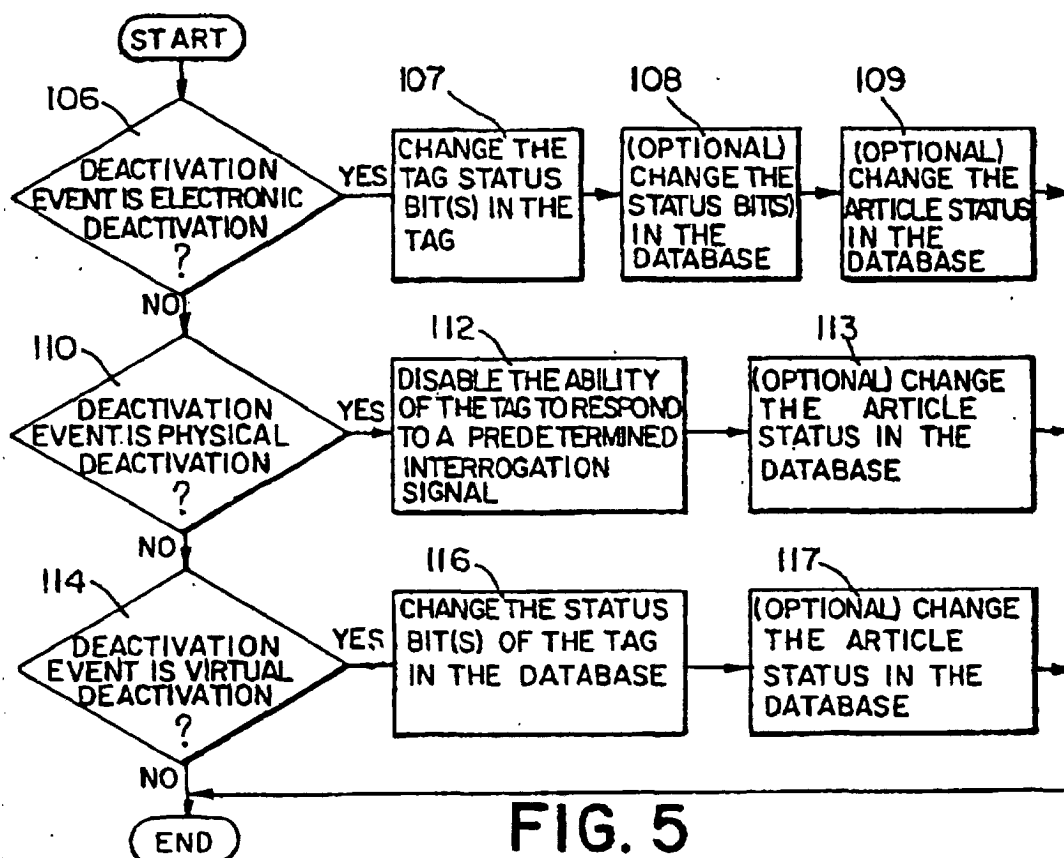 START
106
DEACTIVATION
EVENT IS ELECTRONIC
DEACTIVATION
?
YES
NO
107
CHANGE THE
TAG STATUS
BIT(S) IN THE
TAG
108
(OPTIONAL)
CHANGE THE
STATUS BIT(S)
IN THE
DATABASE
109
(OPTIONAL)
CHANGE THE
ARTICLE STATUS
IN THE
DATABASE
110
DEACTIVATION
EVENT IS PHYSICAL
DEACTIVATION
?
YES
NO
112
DISABLE THE ABILITY
OF THE TAG TO RESPOND
TO A PREDETERMINED
INTERROGATION
SIGNAL
113
(OPTIONAL) CHANGE
THE ARTICLE
STATUS IN THE
DATABASE
114
DEACTIVATION
EVENT IS VIRTUAL
DEACTIVATION
?
YES
NO
116
CHANGE THE STATUS
BIT(S) OF THE TAG
IN THE DATABASE
117
(OPTIONAL) CHANGE
THE ARTICLE
STATUS IN THE
DATABASE
END
FIG. 5